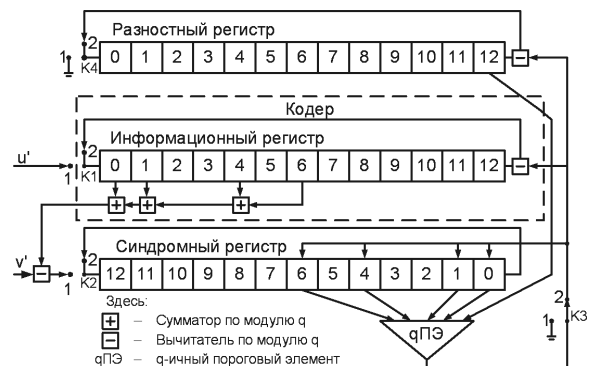 Разностный регистр
2
1
К4
0 1 2 3 4 5 6 7 8 9 10 11 12
−
Кодер
Информационный регистр
u'
2
1
К1
0 1 2 3 4 5 6 7 8 9 10 11 12
−
+ + +
Синдромный регистр
v'
−
2
1
К2
12 11 10 9 8 7 6 5 4 3 2 1 0
2
1
К3
Здесь:
+ – Сумматор по модулю q
− – Вычитатель по модулю q
qПЭ – q-ичный пороговый элемент
qПЭ